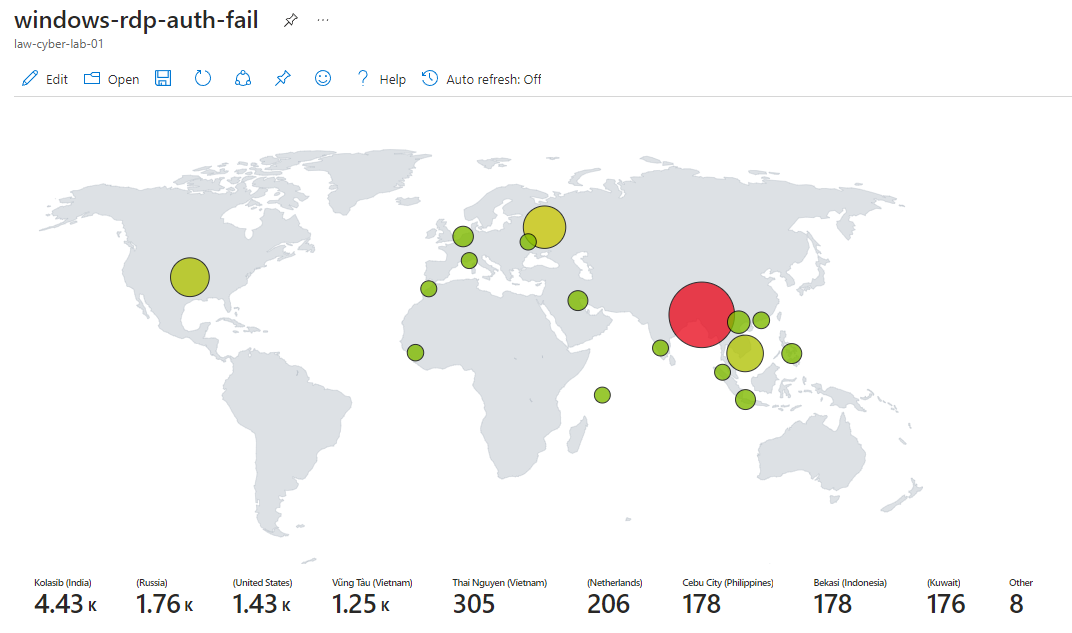 windows-rdp-auth-fail
law-cyber-lab-01
Edit Open Help Auto refresh: Off
Kolasib (India) (Russia) (United States) Vũng Tàu (Vietnam) Thai Nguyen (Vietnam) (Netherlands) Cebu City (Philippines) Bekasi (Indonesia) (Kuwait) Other
4.43 K 1.76 K 1.43 K 1.25 K 305 206 178 178 176 8